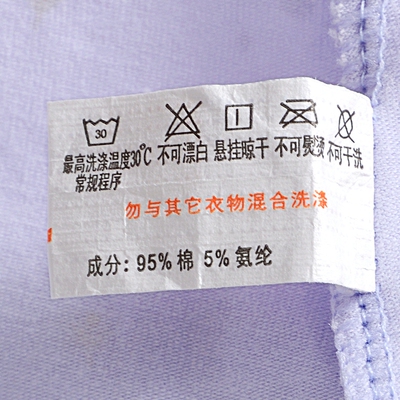 30
最高洗涤温度30℃ 不可漂白 悬挂晾干 不可熨烫 不可干洗
常规程序
勿与其它衣物混合洗漆
成分: 95% 棉 5% 氨纶